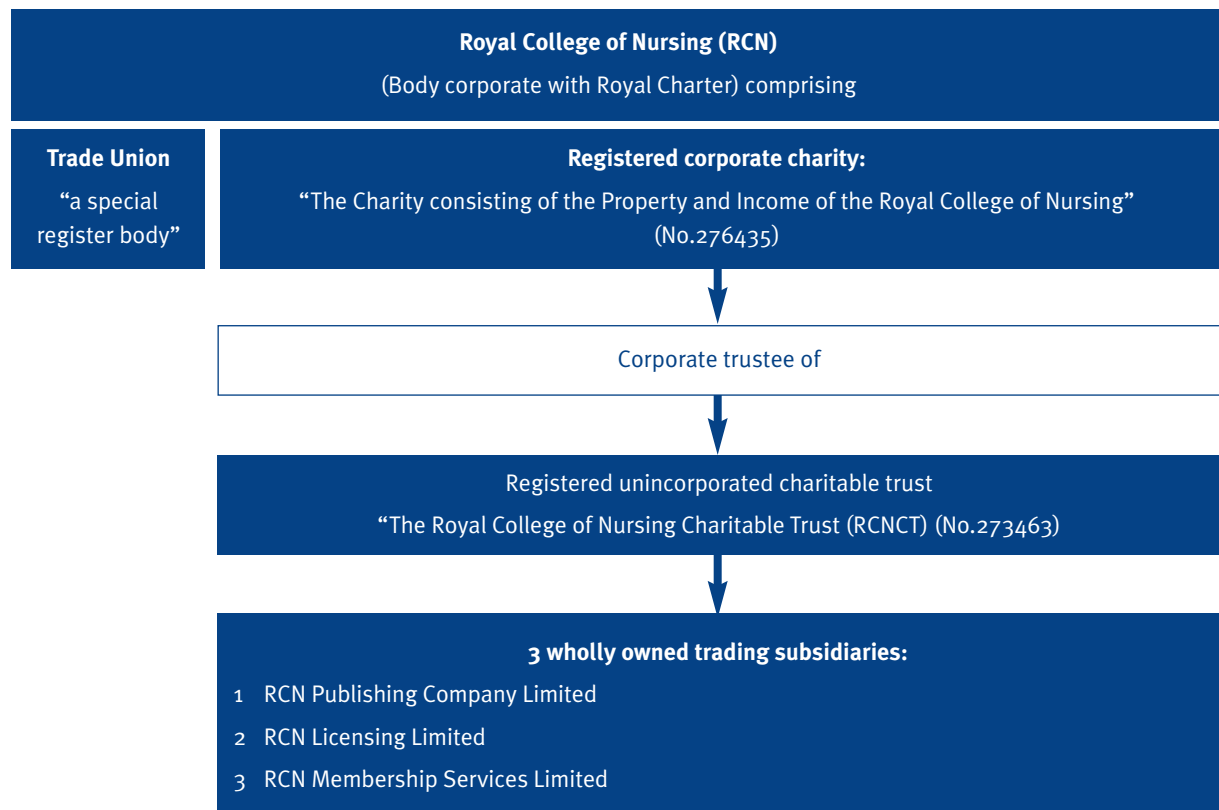 Royal College of Nursing (RCN)
(Body corporate with Royal Charter) comprising
Trade Union
“a special
register body”
Registered corporate charity:
“The Charity consisting of the Property and Income of the Royal College of Nursing”
(No.276435)
Corporate trustee of
Registered unincorporated charitable trust
“The Royal College of Nursing Charitable Trust (RCNCT) (No.273463)
3 wholly owned trading subsidiaries:
1 RCN Publishing Company Limited
2 RCN Licensing Limited
3 RCN Membership Services Limited